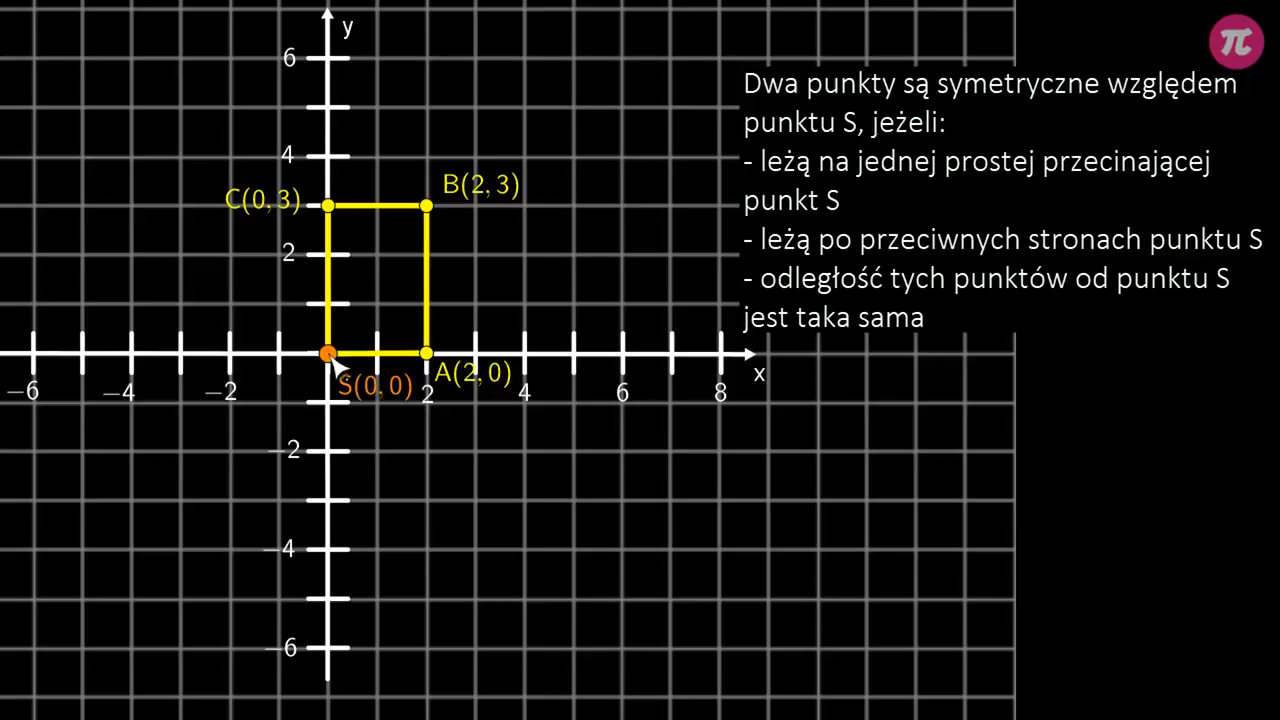 π
y
Dwa punkty są symetryczne względem
punktu S, jeżeli:
- leżą na jednej prostej przecinającej
punkt S
- leżą po przeciwnych stronach punktu S
- odległość tych punktów od punktu S
jest taka sama
6
4
C(0, 3)
B(2, 3)
2
x
S(0, 0)
A(2, 0)
−6
−4
−2
2
4
6
8
−2
−4
−6